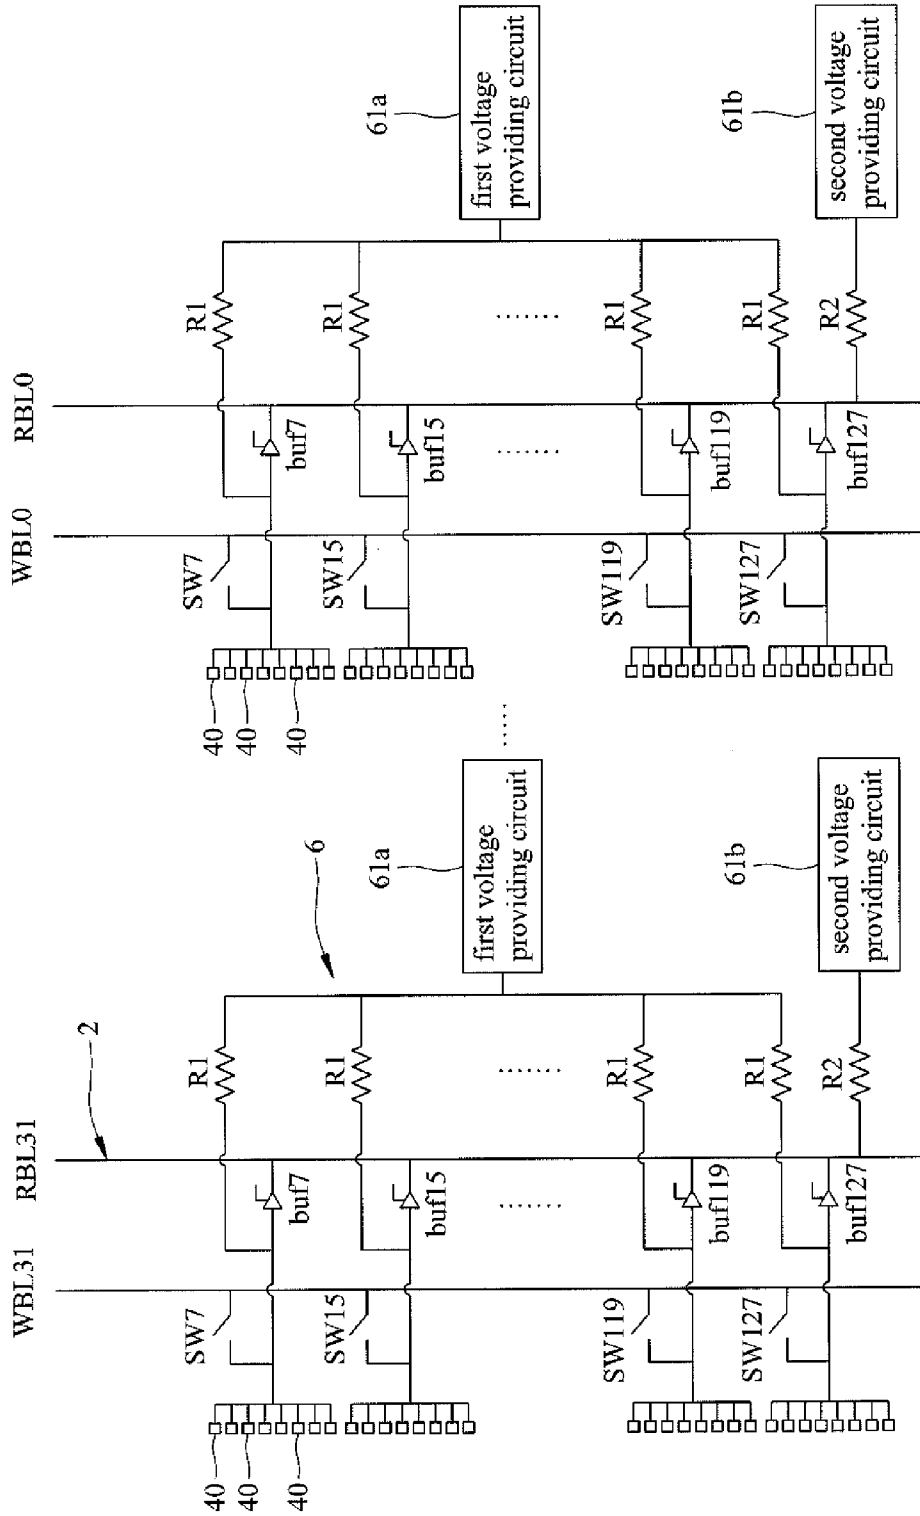 WBL31
RBL31
WBL0
RBL0
2
SW7
R1
SW7
R1
40
40
40
40
40
buf7
40
buf7
6
SW15
R1
SW15
R1
61a
61a
buf15
buf15
first voltage
providing circuit
first voltage
providing circuit
SW119
R1
SW119
R1
buf119
buf119
61b
61b
SW127
R1
SW127
R1
R2
R2
buf127
buf127
second voltage
providing circuit
second voltage
providing circuit